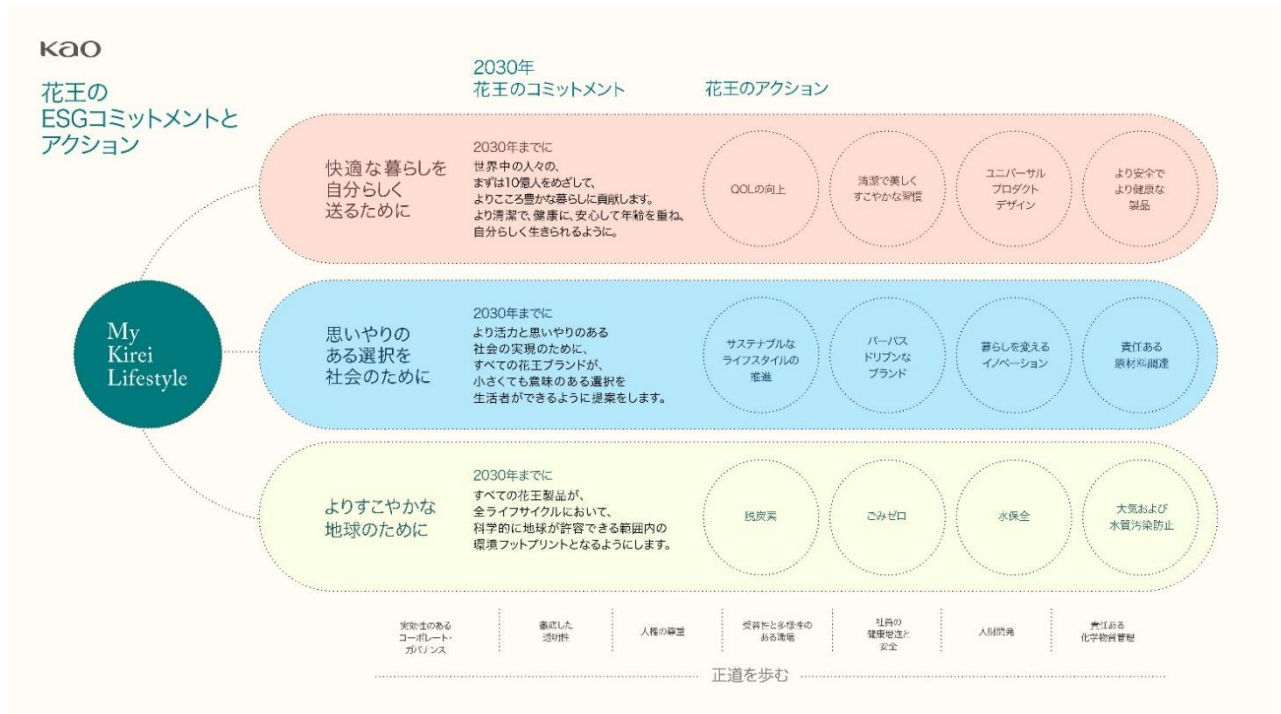 Kao
花王の
ESGコミットメントと
アクション
2030年
花王のコミットメント
花王のアクション
My
Kirei
Lifestyle
快適な暮らしを
自分らしく
送るために
2030年までに
世界中の人々の、
まずは10億人をめざして、
よりこころ豊かな暮らしに貢献します。
より清潔で、健康に、安心して年齢を重ね、
自分らしく生きられるように。
QOLの向上
清潔で美しく
すこやかな習慣
ユニバーサル
プロダクト
デザイン
より安全で
より健康な
製品
思いやりの
ある選択を
社会のために
2030年までに
より活力と思いやりのある
社会の実現のために、
すべての花王ブランドが、
小さくても意味のある選択を
生活者ができるように提案をします。
サステナブルな
ライフスタイルの
推進
パーパス
ドリブンな
ブランド
暮らしを変える
イノベーション
責任ある
原材料調達
よりすこやかな
地球のために
2030年までに
すべての花王製品が、
全ライフサイクルにおいて、
科学的に地球が許容できる範囲内の
環境フットプリントとなるようにします。
脱炭素
ごみゼロ
水保全
大気および
水質汚染防止
実効性のある
コーポレート・
ガバナンス
徹底した
透明性
人権の尊重
受容性と多様性の
ある職場
社員の
健康増進と
安全
人財開発
責任ある
化学物質管理
正道を歩む